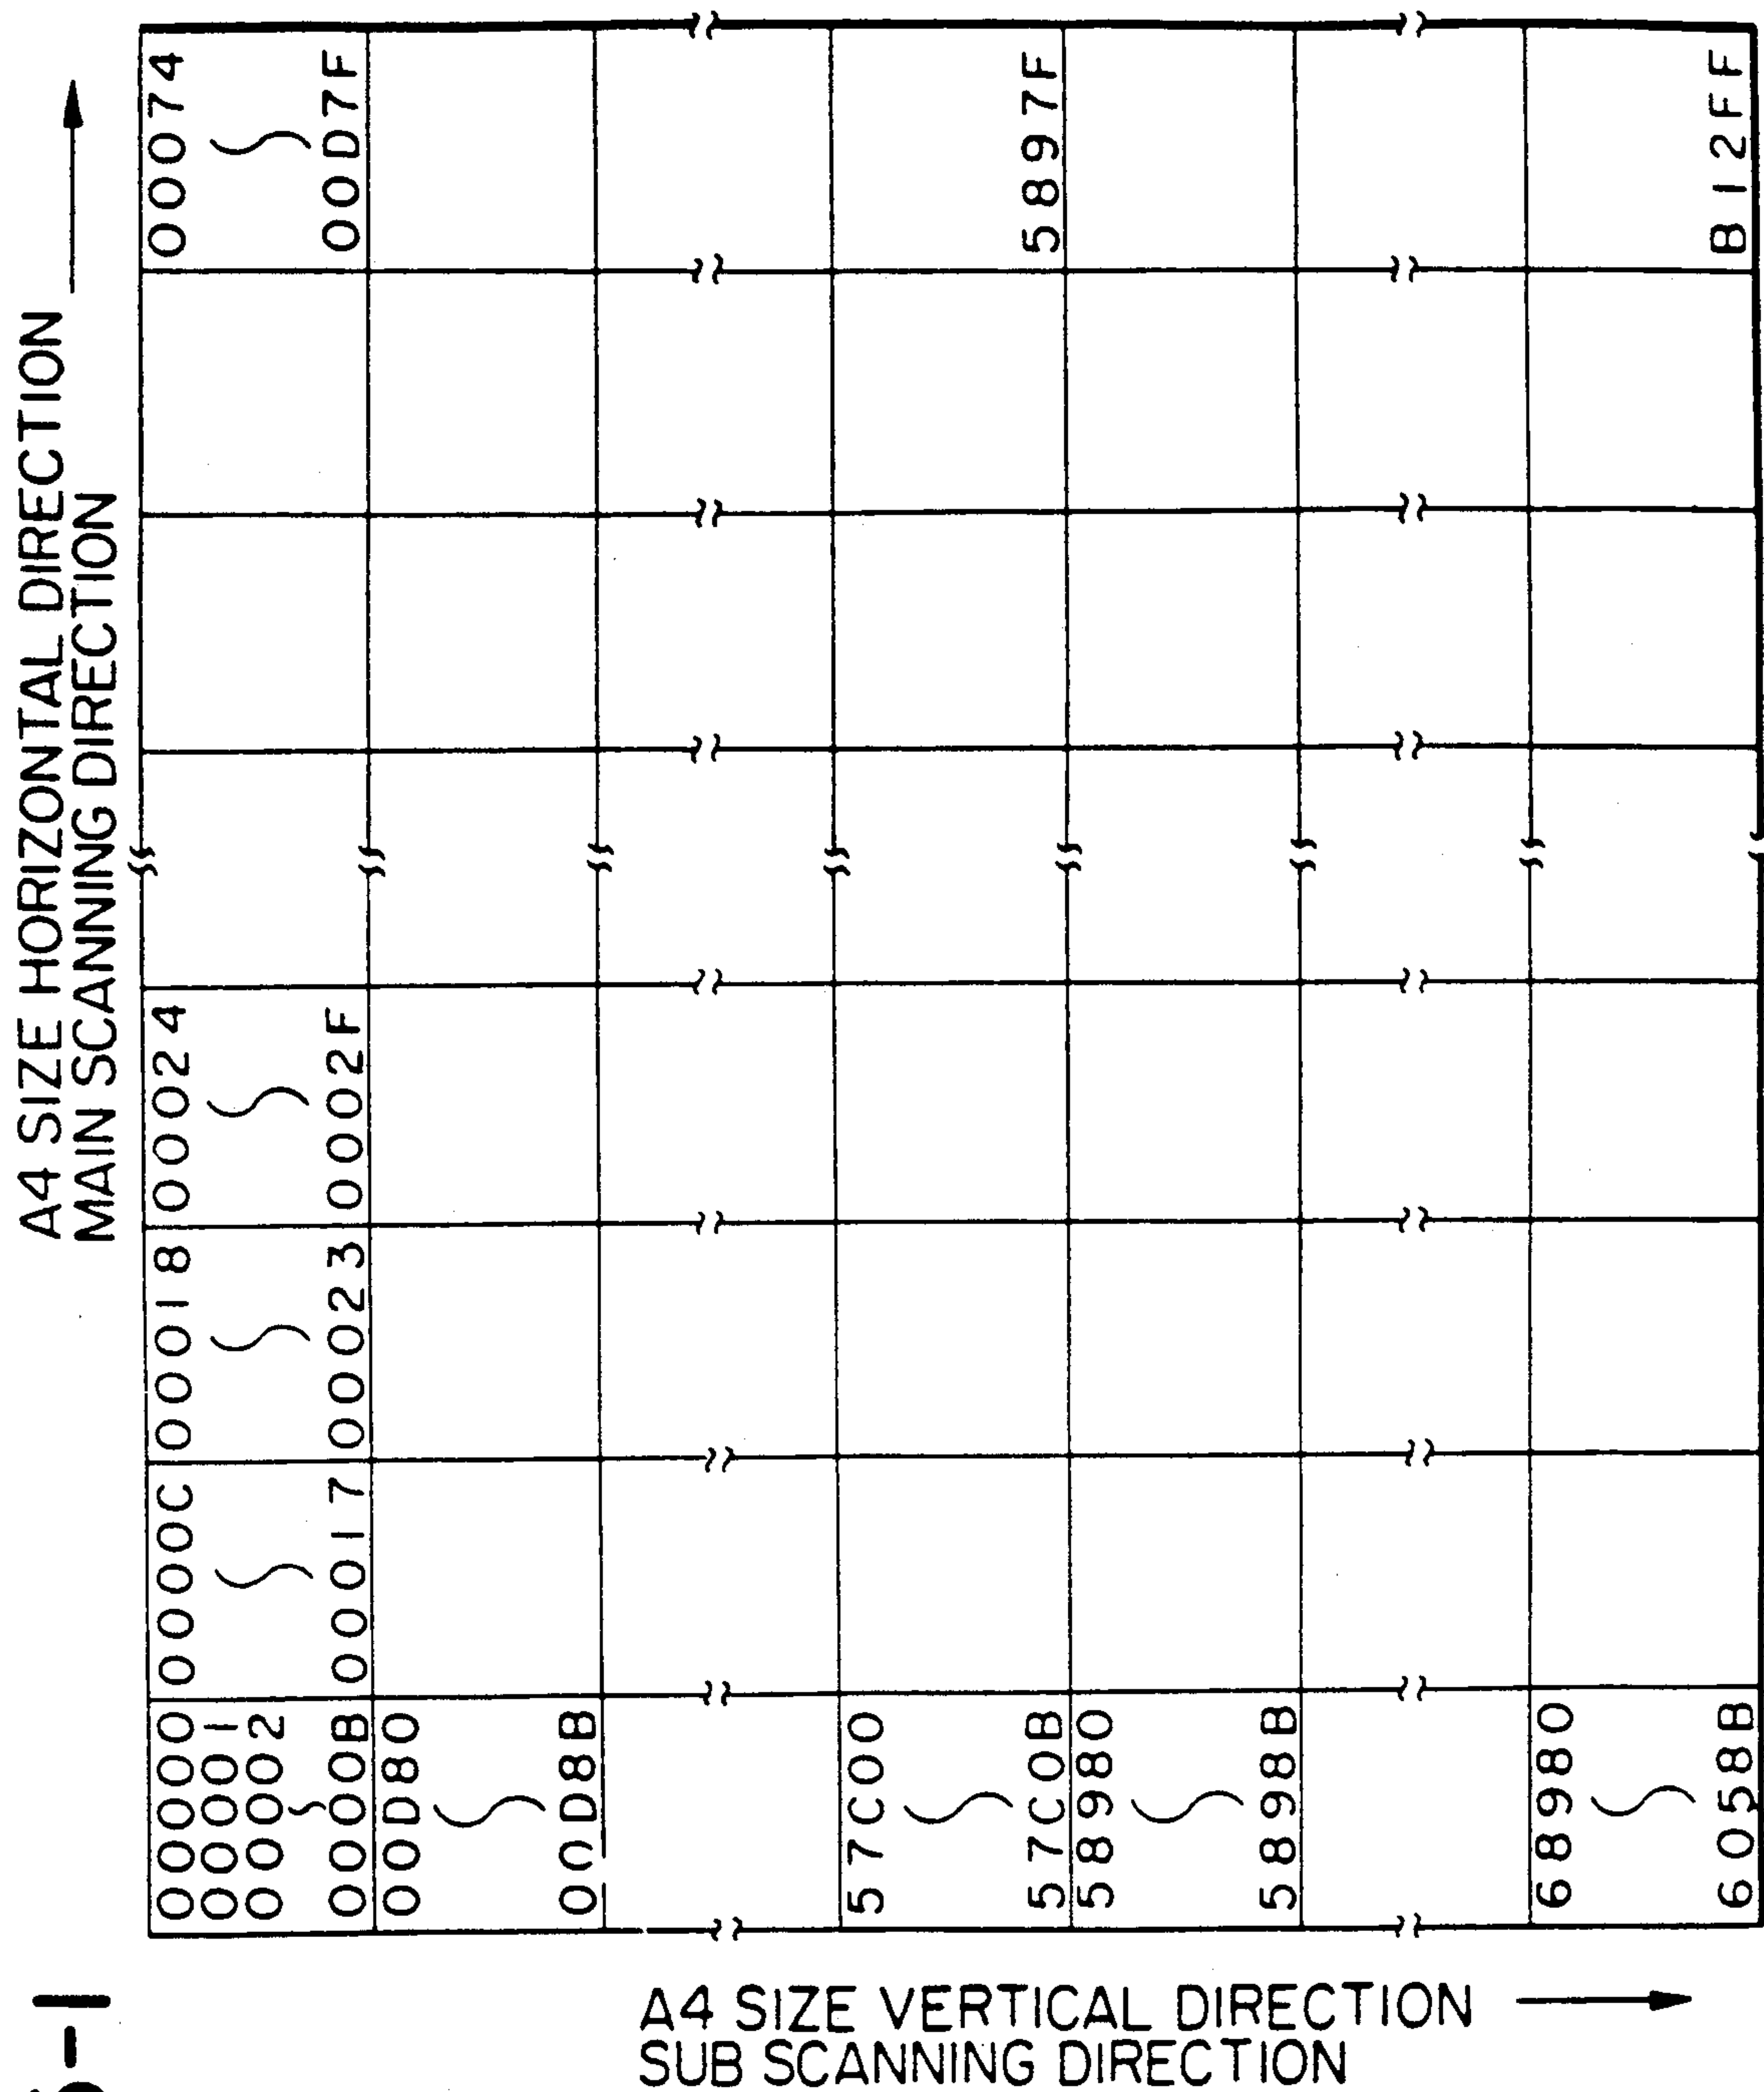 A4 SIZE HORIZONTAL DIRECTION
MAIN SCANNING DIRECTION
00000 0000C 00018 00024 00074
00001
00002
0000B 00017 00023 0002F 00D7F
00D80
00D8B
57C00
57C0B 5897F
58980
5898B
68980
6058B B12FF
A4 SIZE VERTICAL DIRECTION
SUB SCANNING DIRECTION